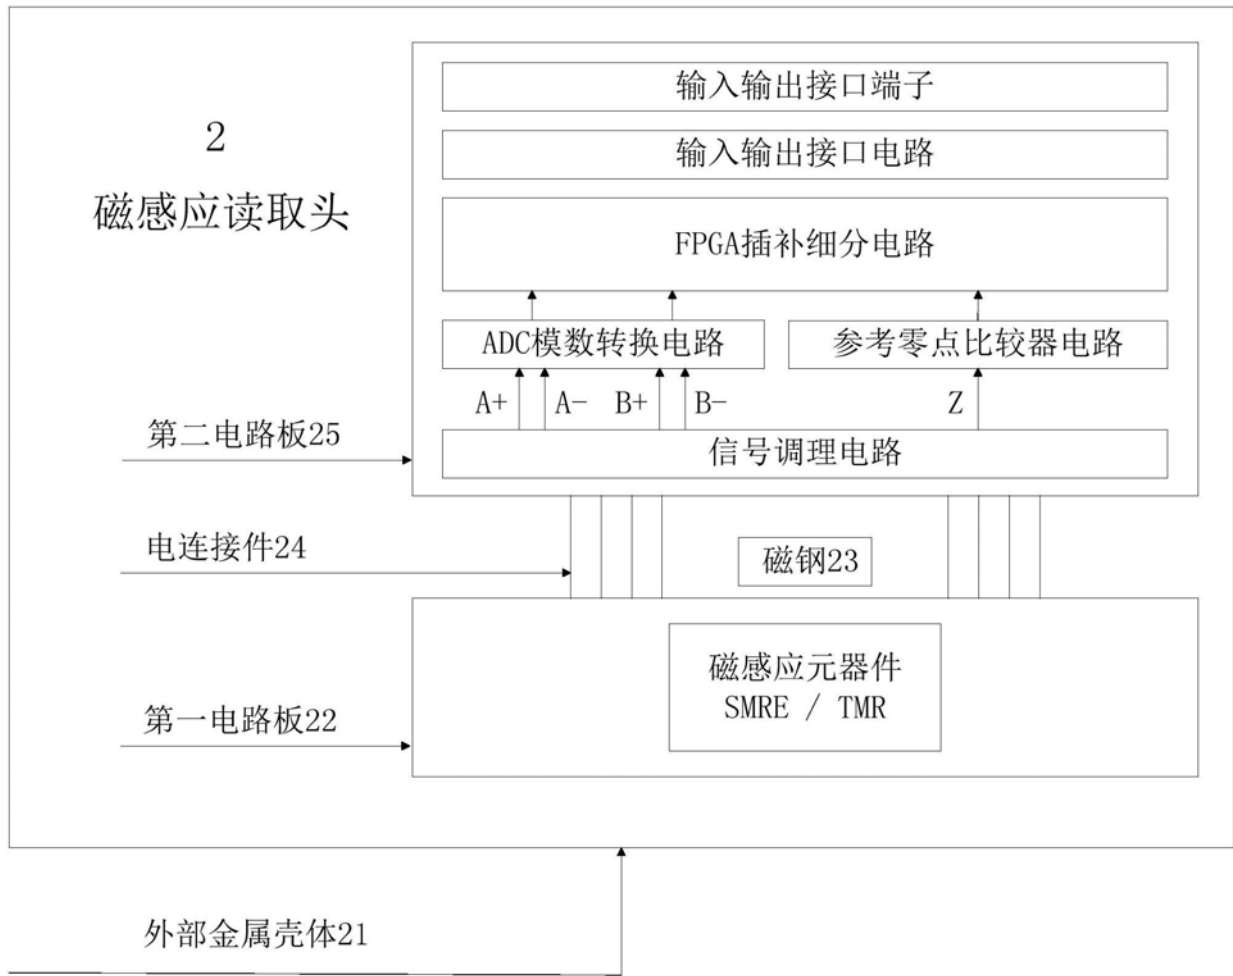 输入输出接口端子
2
输入输出接口电路
磁感应读取头
FPGA插补细分电路
ADC模数转换电路
参考零点比较器电路
A+ A- B+ B- Z
第二电路板25
信号调理电路
电连接件24
磁钢23
磁感应元器件
SMRE / TMR
第一电路板22
外部金属壳体21